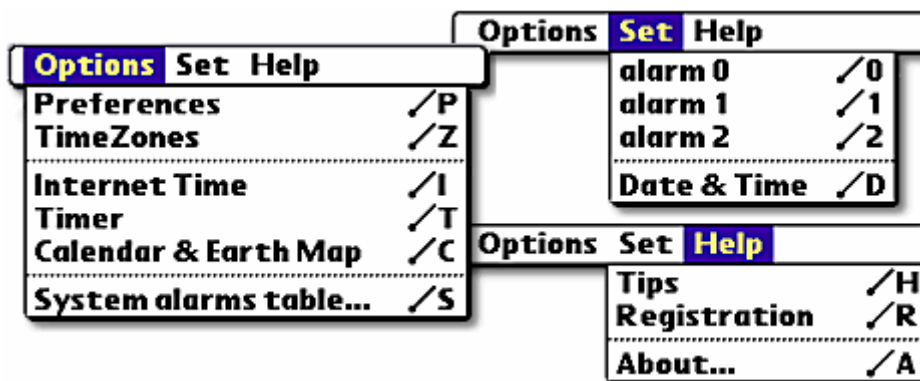 Options Set Help
Preferences /P
TimeZones /Z
Internet Time /I
Timer /T
Calendar & Earth Map /C
System alarms table... /S
Options Set Help
alarm 0 /0
alarm 1 /1
alarm 2 /2
Date & Time /D
Options Set Help
Tips /H
Registration /R
About... /A